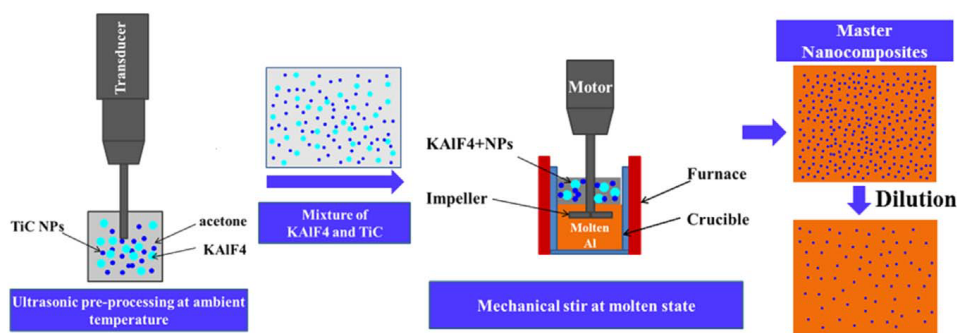 Transducer
TiC NPs
acetone
KAlF4
Ultrasonic pre-processing at ambient
temperature
Mixture of
KAlF4 and TiC
Motor
KAlF4+NPs
Impeller
Molten
Al
Furnace
Crucible
Mechanical stir at molten state
Master
Nanocomposites
Dilution